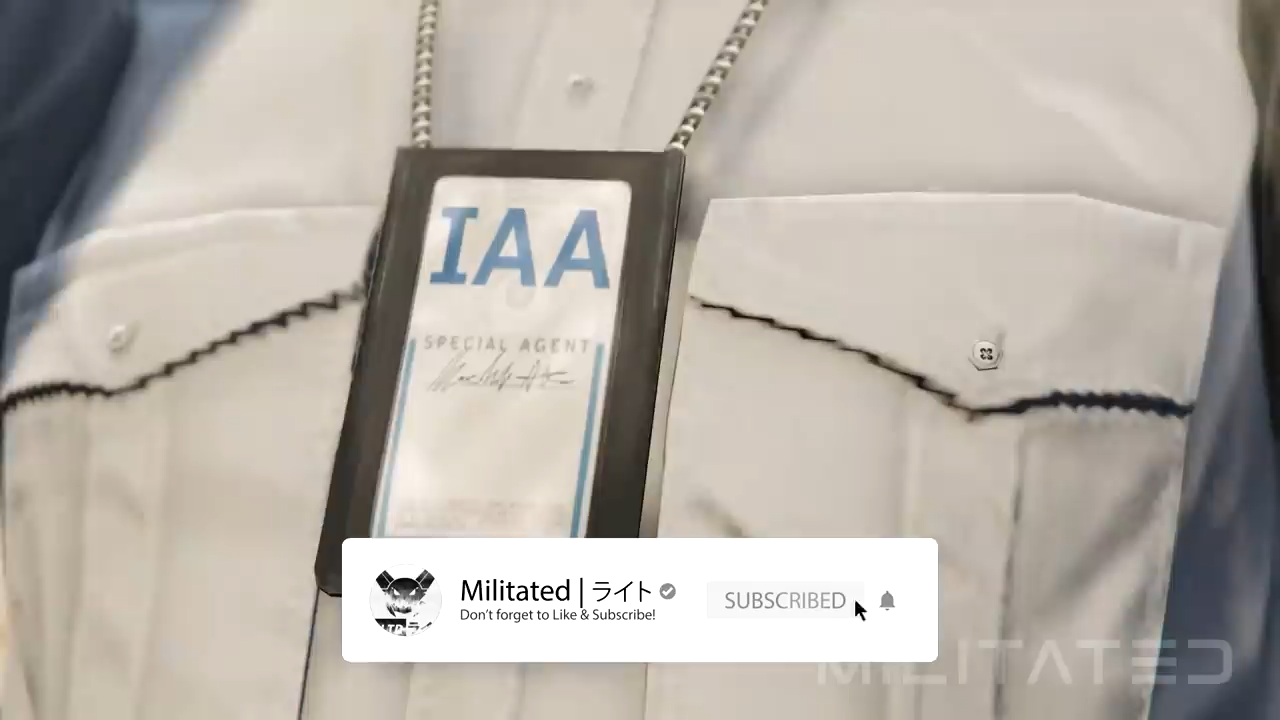 IAA
SPECIAL AGENT
Militated | ライト
Don't forget to Like & Subscribe!
SUBSCRIBED
MILITATED